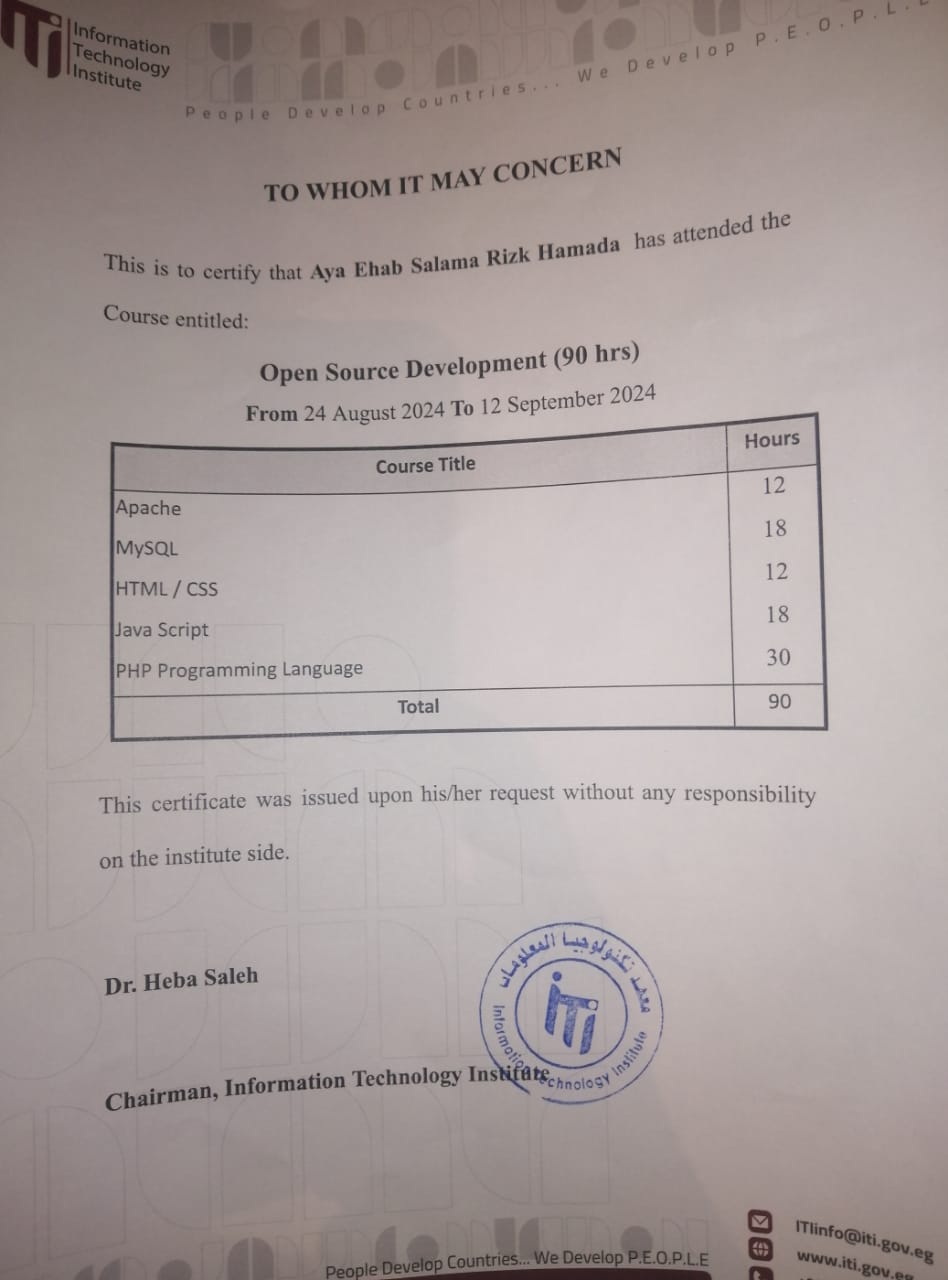 iTi
Information
Technology
Institute
People Develop Countries... We Develop P.E.O.P.L.
TO WHOM IT MAY CONCERN
This is to certify that Aya Ehab Salama Rizk Hamada has attended the
Course entitled:
Open Source Development (90 hrs)
From 24 August 2024 To 12 September 2024
Course Title Hours
Apache 12
MySQL 18
HTML / CSS 12
Java Script 18
PHP Programming Language 30
Total 90
This certificate was issued upon his/her request without any responsibility
on the institute side.
Dr. Heba Saleh
معهد تكنولوجيا المعلومات
iTi
Information Technology Institute
Chairman, Information Technology Institute
ITIinfo@iti.gov.eg
www.iti.gov.eg
People Develop Countries... We Develop P.E.O.P.L.E